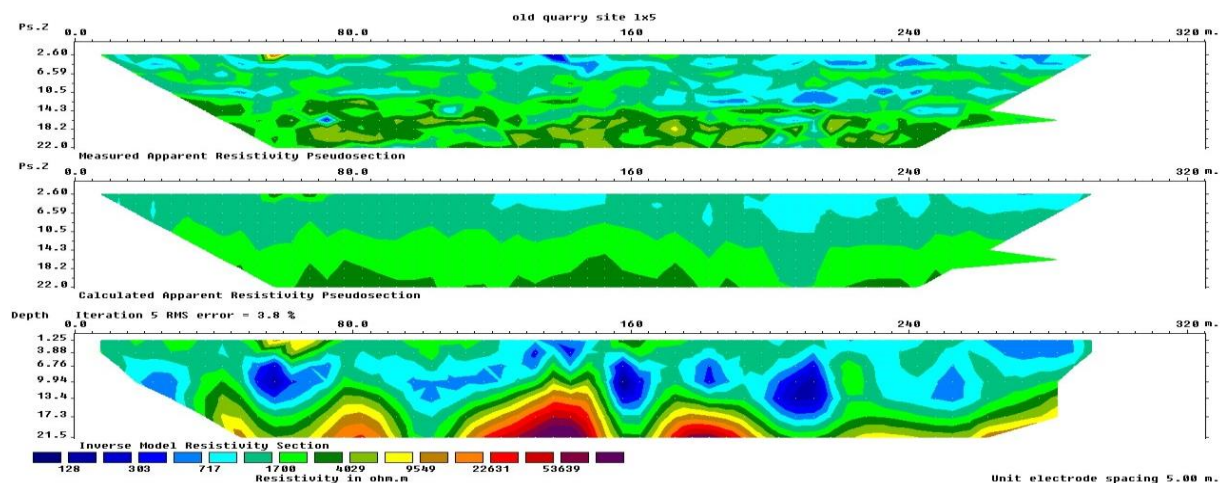 old quarry site 1x5
Ps.Z 0.0 80.0 160 240 320 m.
2.60
6.59
10.5
14.3
18.2
22.0
Measured Apparent Resistivity Pseudosection
Ps.Z 0.0 80.0 160 240 320 m.
2.60
6.59
10.5
14.3
18.2
22.0
Calculated Apparent Resistivity Pseudosection
Depth Iteration 5 RMS error = 3.8 %
0.0 80.0 160 240 320 m.
1.25
3.88
6.76
9.94
13.4
17.3
21.5
Inverse Model Resistivity Section
128 303 717 1700 4029 9549 22631 53639
Resistivity in ohm.m
Unit electrode spacing 5.00 m.